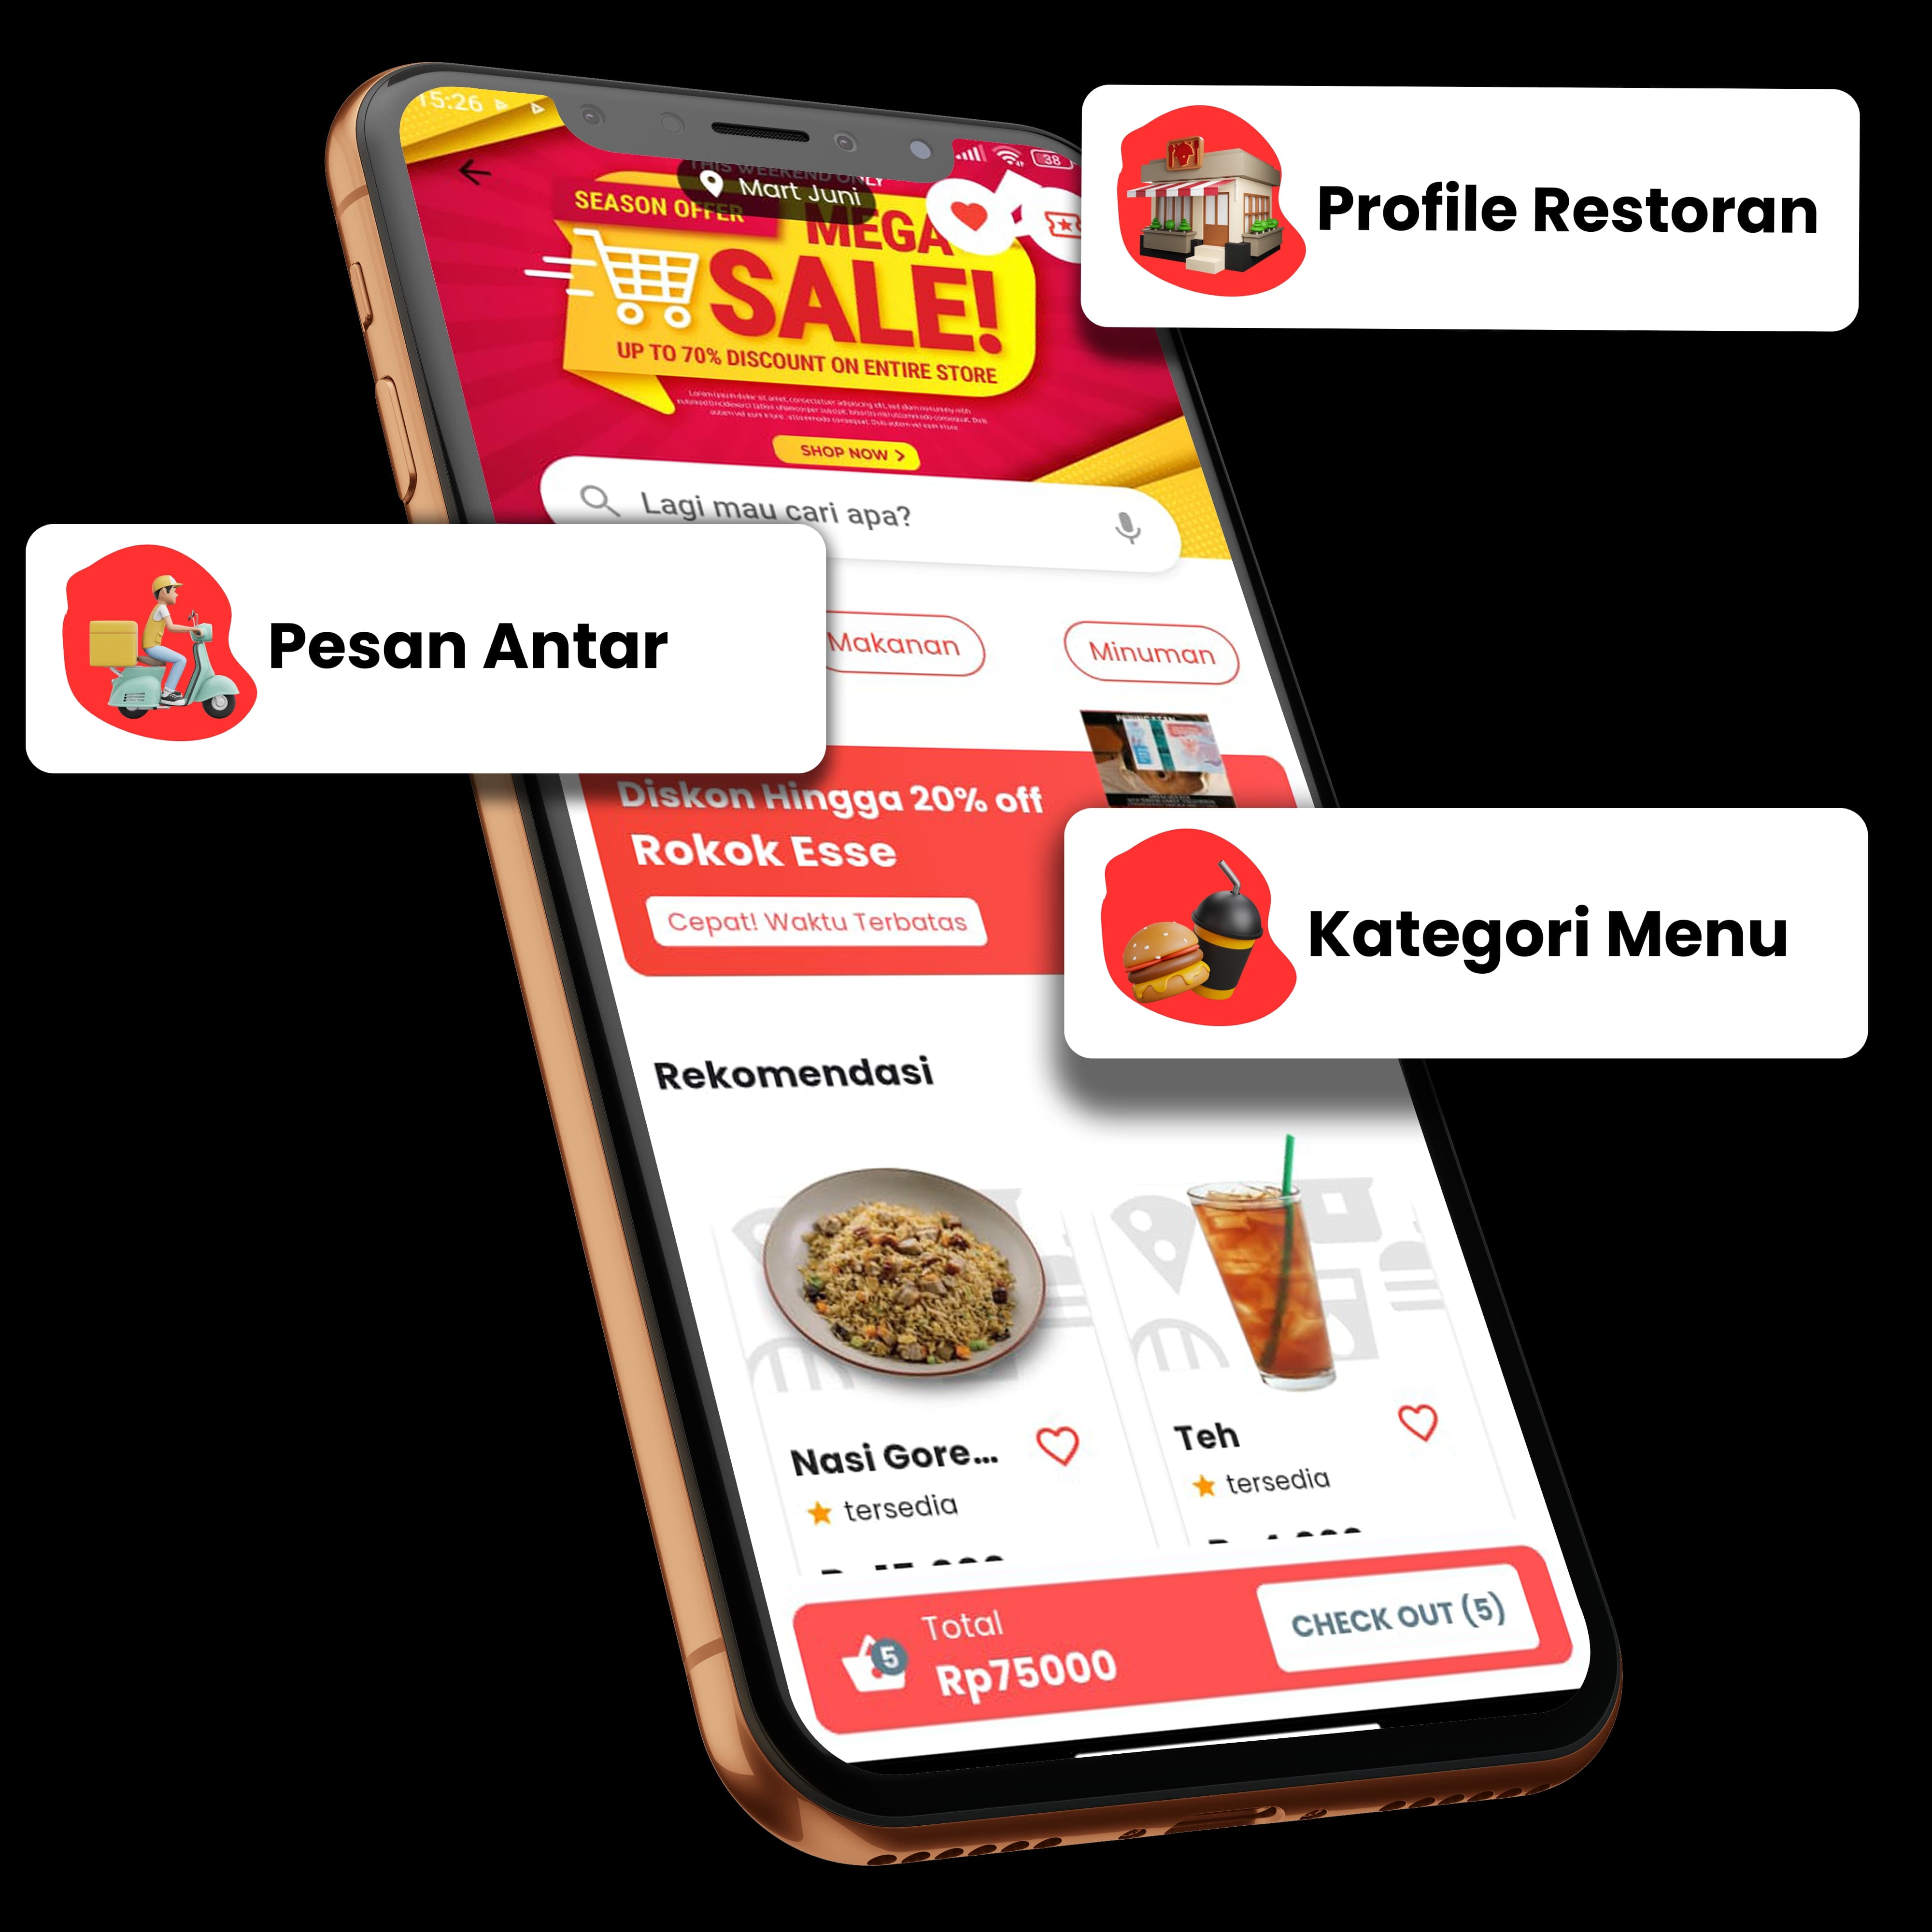 15:26
38
THIS WEEKEND ONLY
Mart Juni
SEASON OFFER
MEGA
SALE!
UP TO 70% DISCOUNT ON ENTIRE STORE
SHOP NOW
Profile Restoran
Lagi mau cari apa?
Pesan Antar
Makanan
Minuman
Diskon Hingga 20% off
Rokok Esse
Cepat! Waktu Terbatas
Kategori Menu
Rekomendasi
Nasi Gore...
Teh
tersedia
tersedia
5
Total
Rp75000
CHECK OUT (5)